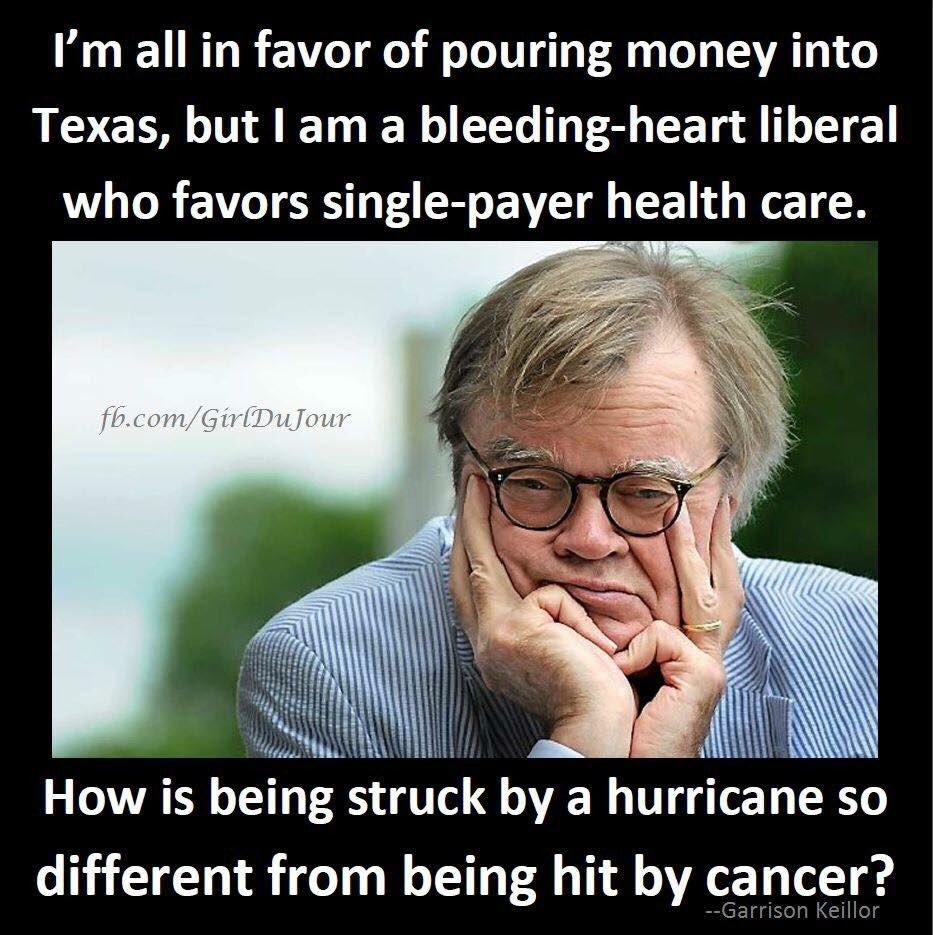 I’m all in favor of pouring money into
Texas, but I am a bleeding-heart liberal
who favors single-payer health care.
fb.com/GirlDuJour
How is being struck by a hurricane so
different from being hit by cancer?
--Garrison Keillor